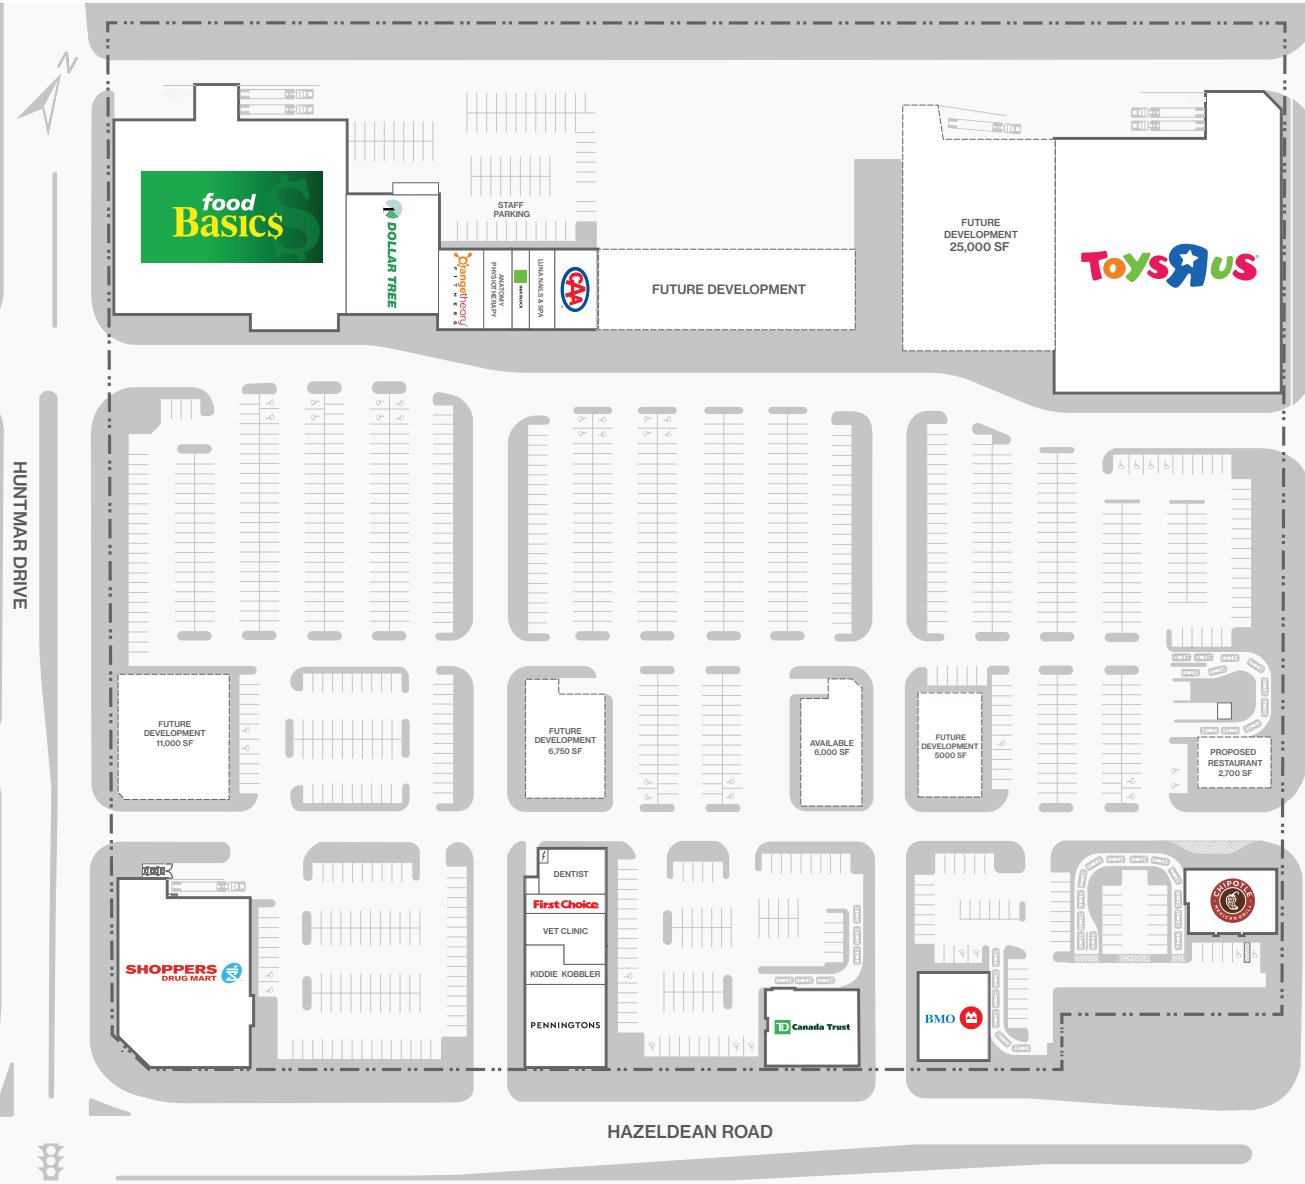 N
food
Basics
DOLLAR TREE
STAFF
PARKING
Orangetheory
FITNESS
ANATOMY
PHYSIOTHERAPY
H&R BLOCK
LUNA NAILS & SPA
CAA
FUTURE DEVELOPMENT
FUTURE
DEVELOPMENT
25,000 SF
TOYS R US
HUNTMAR DRIVE
FUTURE
DEVELOPMENT
11,000 SF
FUTURE
DEVELOPMENT
6,750 SF
AVAILABLE
6,000 SF
FUTURE
DEVELOPMENT
5000 SF
PROPOSED
RESTAURANT
2,700 SF
SHOPPERS
DRUG MART
DENTIST
First Choice
VET CLINIC
KIDDIE KOBBLER
PENNINGTONS
TD Canada Trust
BMO
CHIPOTLE
MEXICAN GRILL
HAZELDEAN ROAD